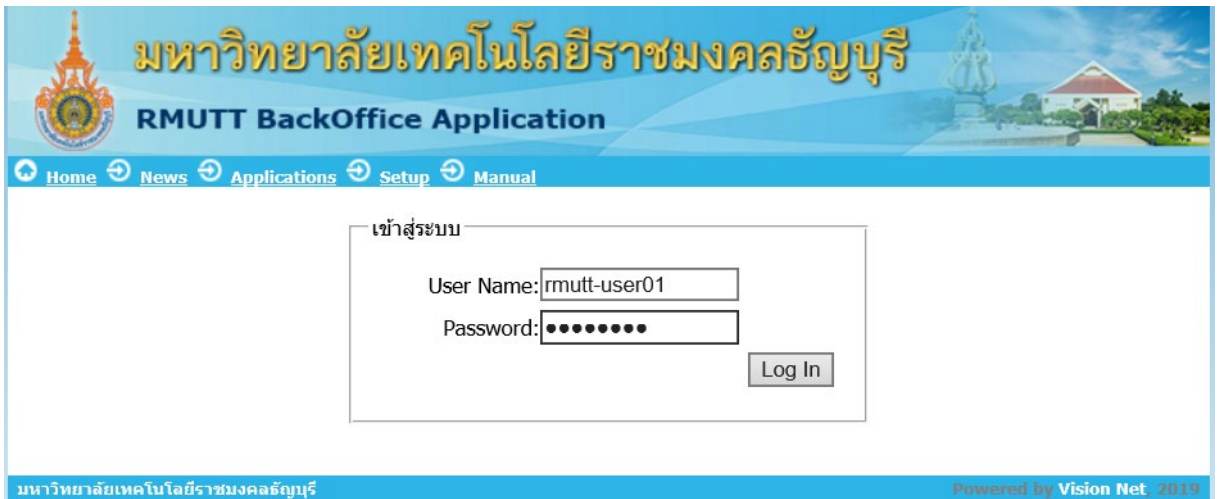 มหาวิทยาลัยเทคโนโลยีราชมงคลธัญบุรี
RMUTT BackOffice Application
Home News Applications Setup Manual
เข้าสู่ระบบ
User Name: rmutt-user01
Password: ●●●●●●●●
Log In
มหาวิทยาลัยเทคโนโลยีราชมงคลธัญบุรี Powered by Vision Net, 2019